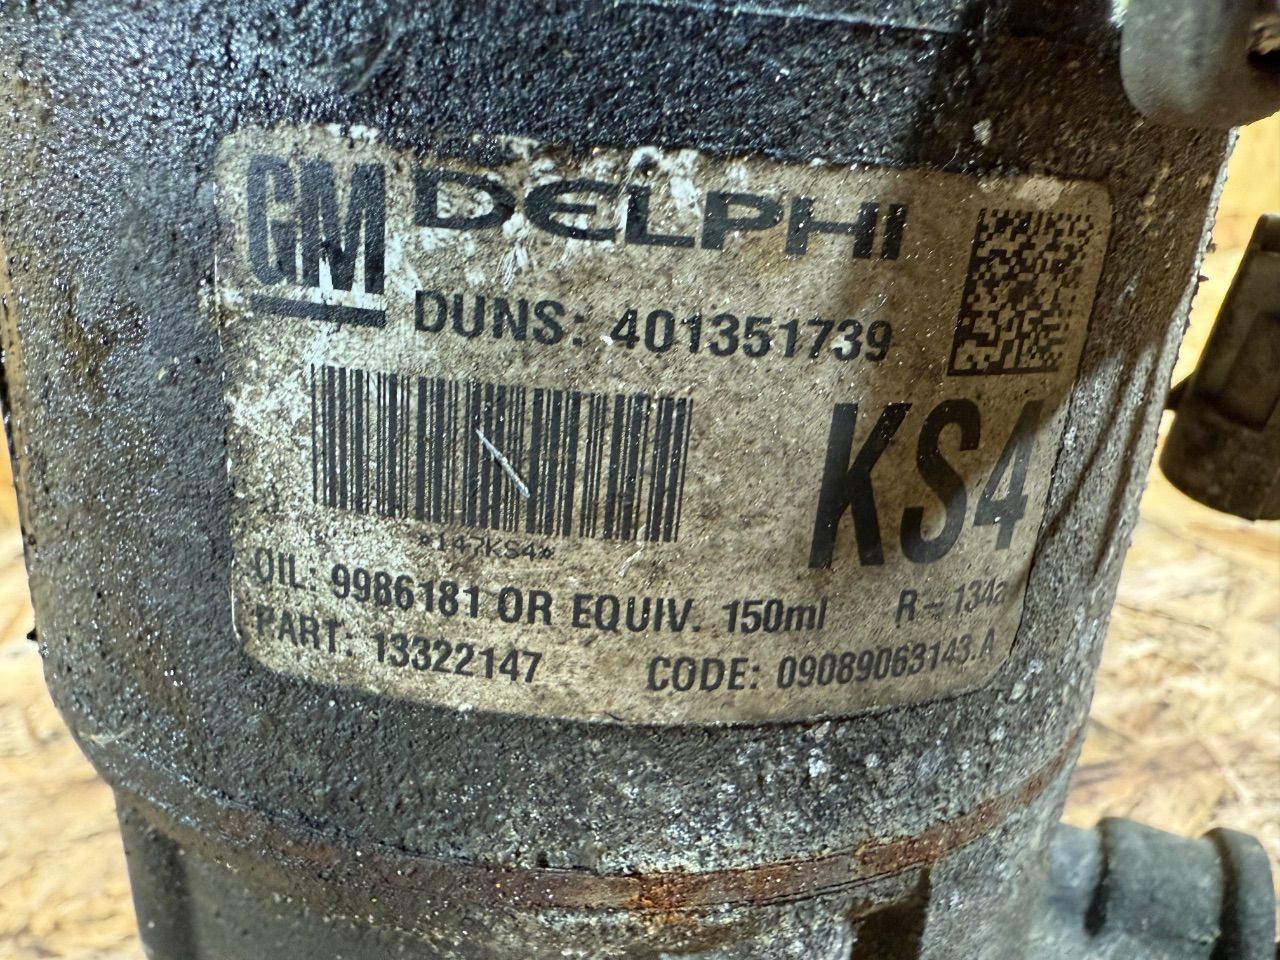 GM DELPHI
DUNS: 401351739
KS4
*147KS4*
OIL: 9986181 OR EQUIV. 150ml R-134a
PART: 13322147 CODE: 09089063143.A